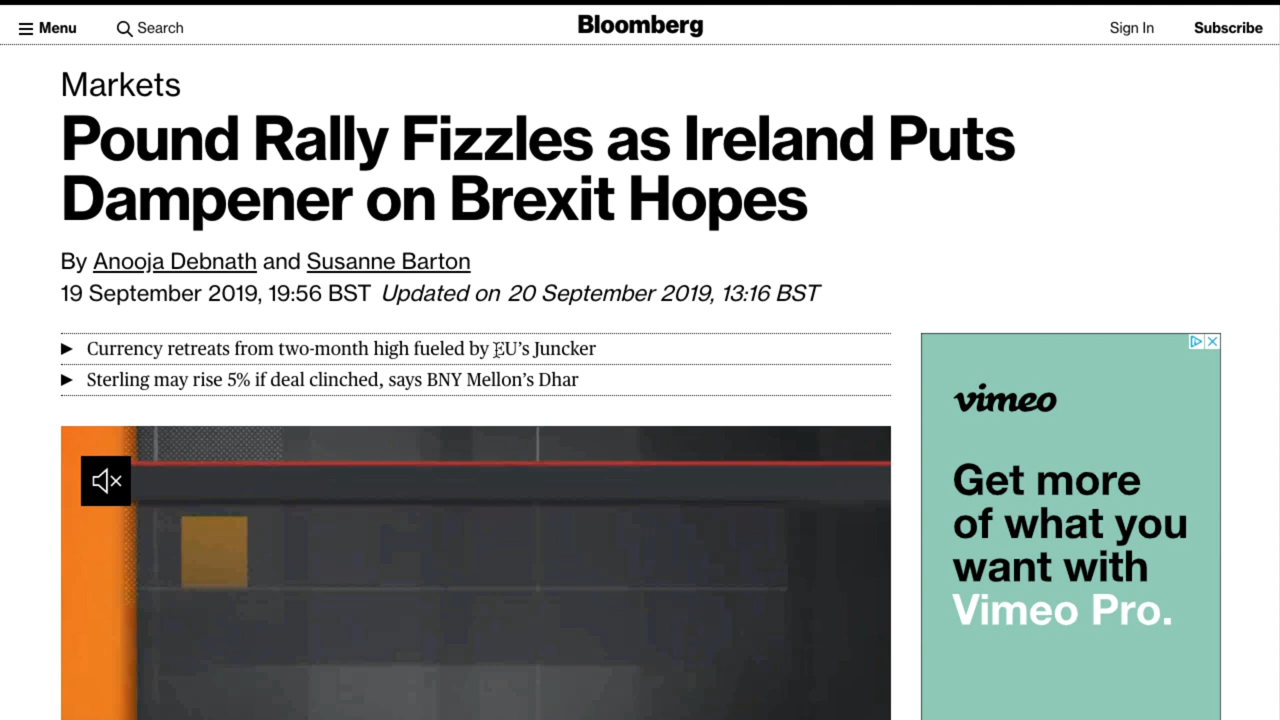 Menu
Search
Bloomberg
Sign In
Subscribe
Markets
Pound Rally Fizzles as Ireland Puts
Dampener on Brexit Hopes
By Anooja Debnath and Susanne Barton
19 September 2019, 19:56 BST Updated on 20 September 2019, 13:16 BST
Currency retreats from two-month high fueled by EU’s Juncker
Sterling may rise 5% if deal clinched, says BNY Mellon’s Dhar
vimeo
Get more
of what you
want with
Vimeo Pro.